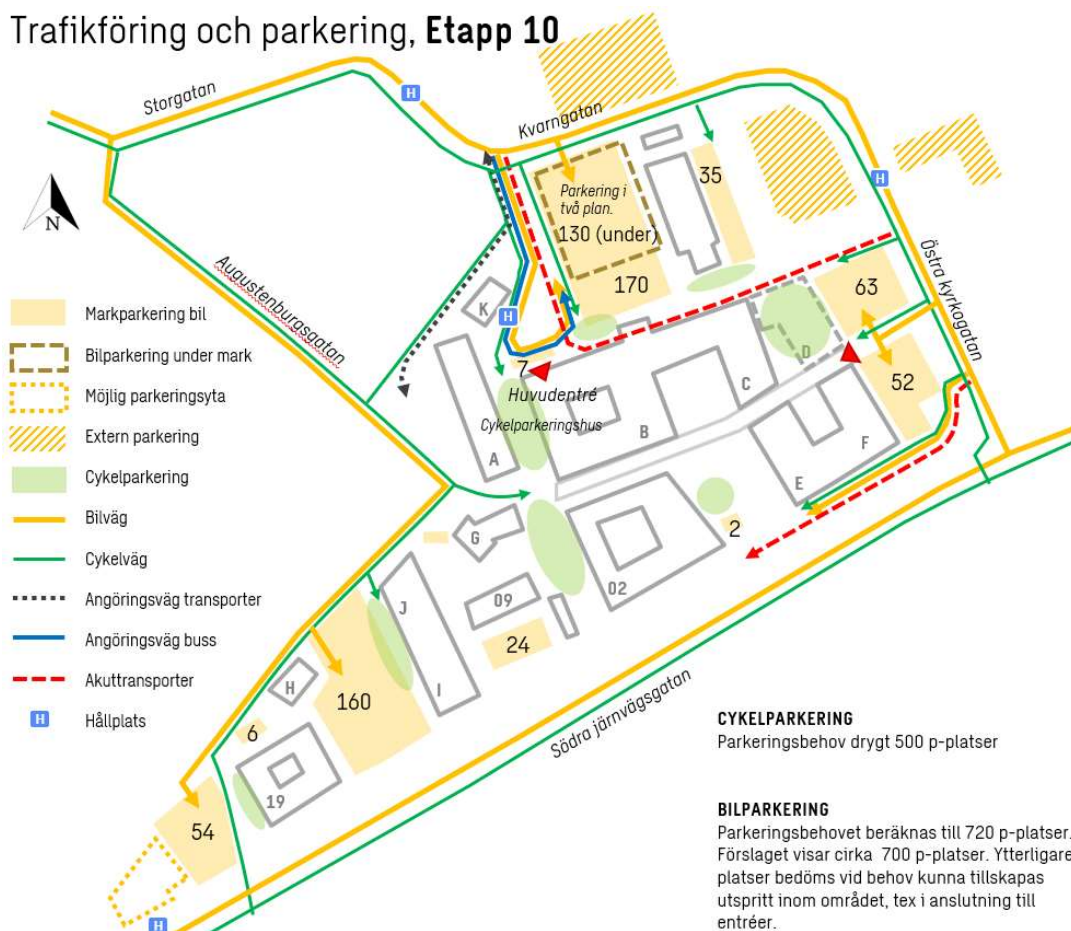 Trafikföring och parkering, Etapp 10
Storgatan
H
Kvarngatan
N
Parkering i
två plan.
130 (under)
170
35
H
Östra kyrkogatan
63
52
Augustenburgsgatan
K
H
7
Huvudentré
Cykelparkeringshus
A
B
C
D
E
F
G
09
02
2
24
J
I
H
160
6
19
54
H
Södra järnvägsgatan
Markparkering bil
Bilparkering under mark
Möjlig parkeringsyta
Extern parkering
Cykelparkering
Bilväg
Cykelväg
Angöringsväg transporter
Angöringsväg buss
Akuttransporter
H Hållplats
CYKELPARKERING
Parkeringsbehov drygt 500 p-platser
BILPARKERING
Parkeringsbehovet beräknas till 720 p-platser.
Förslaget visar cirka 700 p-platser. Ytterligare
platser bedöms vid behov kunna tillskapas
utspritt inom området, tex i anslutning till
entréer.